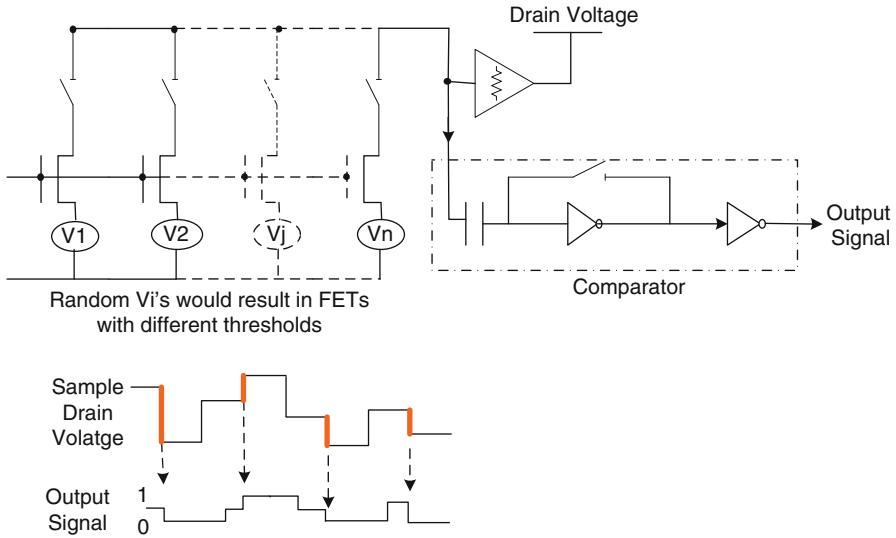 Drain Voltage
V1
V2
Vj
Vn
Output
Signal
Comparator
Random Vi's would result in FETs
with different thresholds
Sample
Drain
Volatge
Output
Signal
1
0